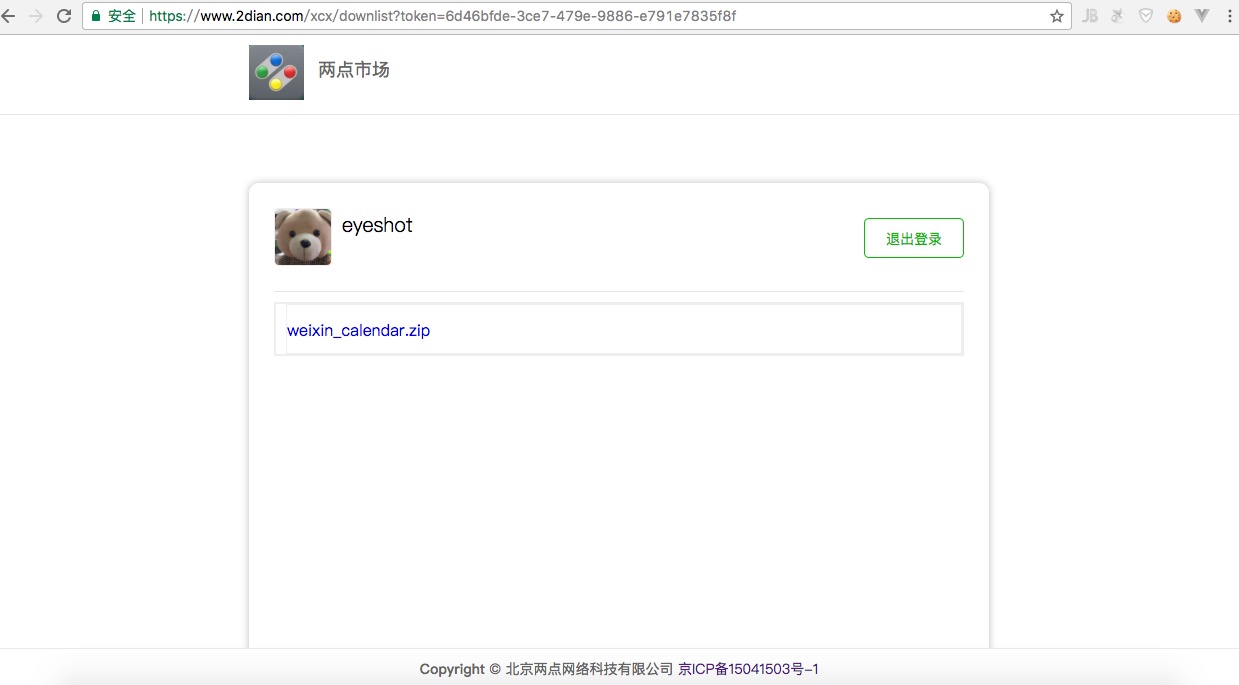 安全 https://www.2dian.com/xcx/downlist?token=6d46bfde-3ce7-479e-9886-e791e7835f8f JB
两点市场
eyeshot
退出登录
weixin_calendar.zip
Copyright © 北京两点网络科技有限公司 京ICP备15041503号-1